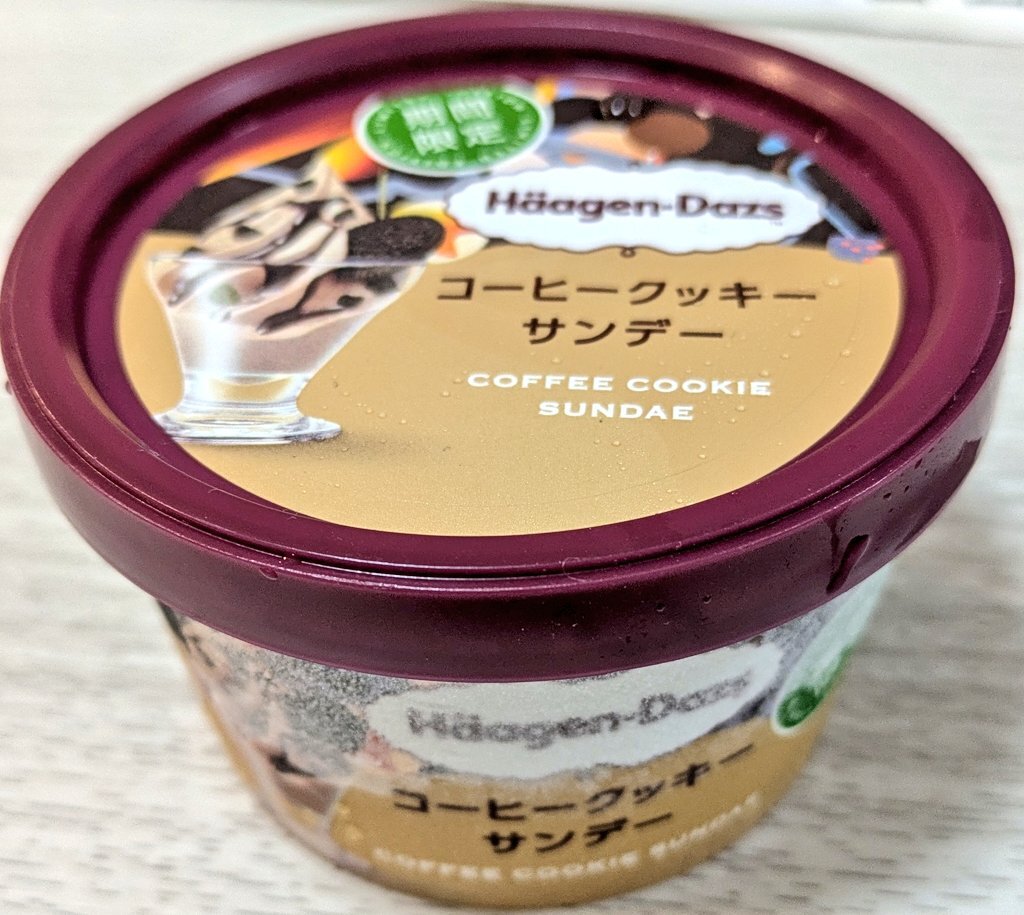 期間
限定
Häagen-Dazs
コーヒークッキー
サンデー
COFFEE COOKIE
SUNDAE
Häagen-Dazs
コーヒークッキー
サンデー
COFFEE COOKIE SUNDAE